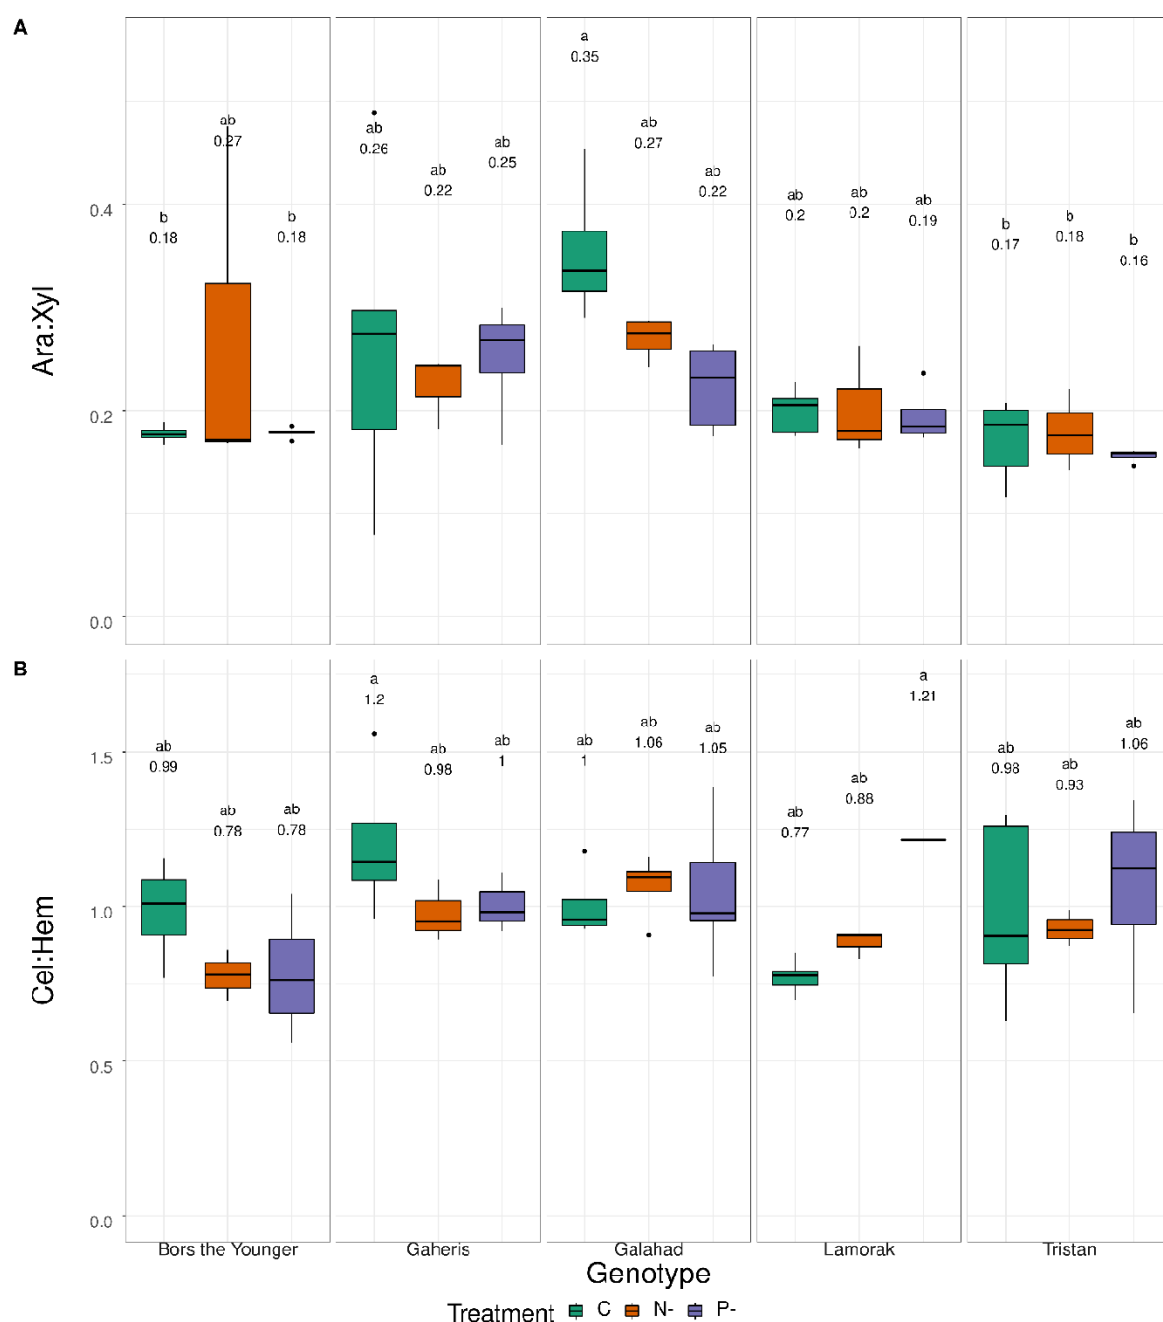 A
a
0.35
ab
0.27
ab
0.26
ab
0.27
ab
0.25
ab
0.22
ab
0.22
b
0.18
b
0.18
ab
0.2
ab
0.2
ab
0.19
b
0.17
b
0.18
b
0.16
0.4
0.2
0.0
Ara:Xyl
B
a
1.2
a
1.21
ab
0.99
ab
0.78
ab
0.78
ab
0.98
ab
1
ab
1
ab
1.06
ab
1.05
ab
0.77
ab
0.88
ab
0.98
ab
0.93
ab
1.06
1.5
1.0
0.5
0.0
Cel:Hem
Bors the Younger Gaheris Galahad Lamorak Tristan
Genotype
Treatment C N- P-